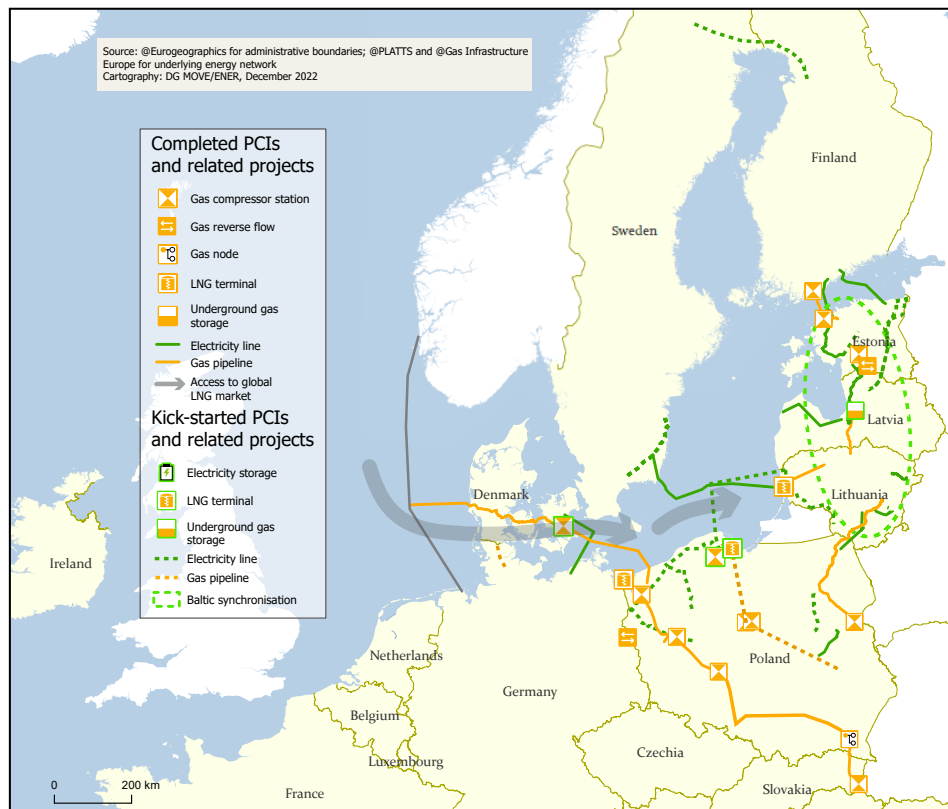 Source: @Eurogeographics for administrative boundaries; @PLATTS and @Gas Infrastructure
Europe for underlying energy network
Cartography: DG MOVE/ENER, December 2022
Completed PCIs
and related projects
Gas compressor station
Gas reverse flow
Gas node
LNG terminal
Underground gas
storage
Electricity line
Gas pipeline
Access to global
LNG market
Kick-started PCIs
and related projects
Electricity storage
LNG terminal
Underground gas
storage
Electricity line
Gas pipeline
Baltic synchronisation
Finland
Sweden
Estonia
Latvia
Denmark
Lithuania
Ireland
Netherlands
Poland
Germany
Belgium
Czechia
Luxembourg
Slovakia
France
0 200 km